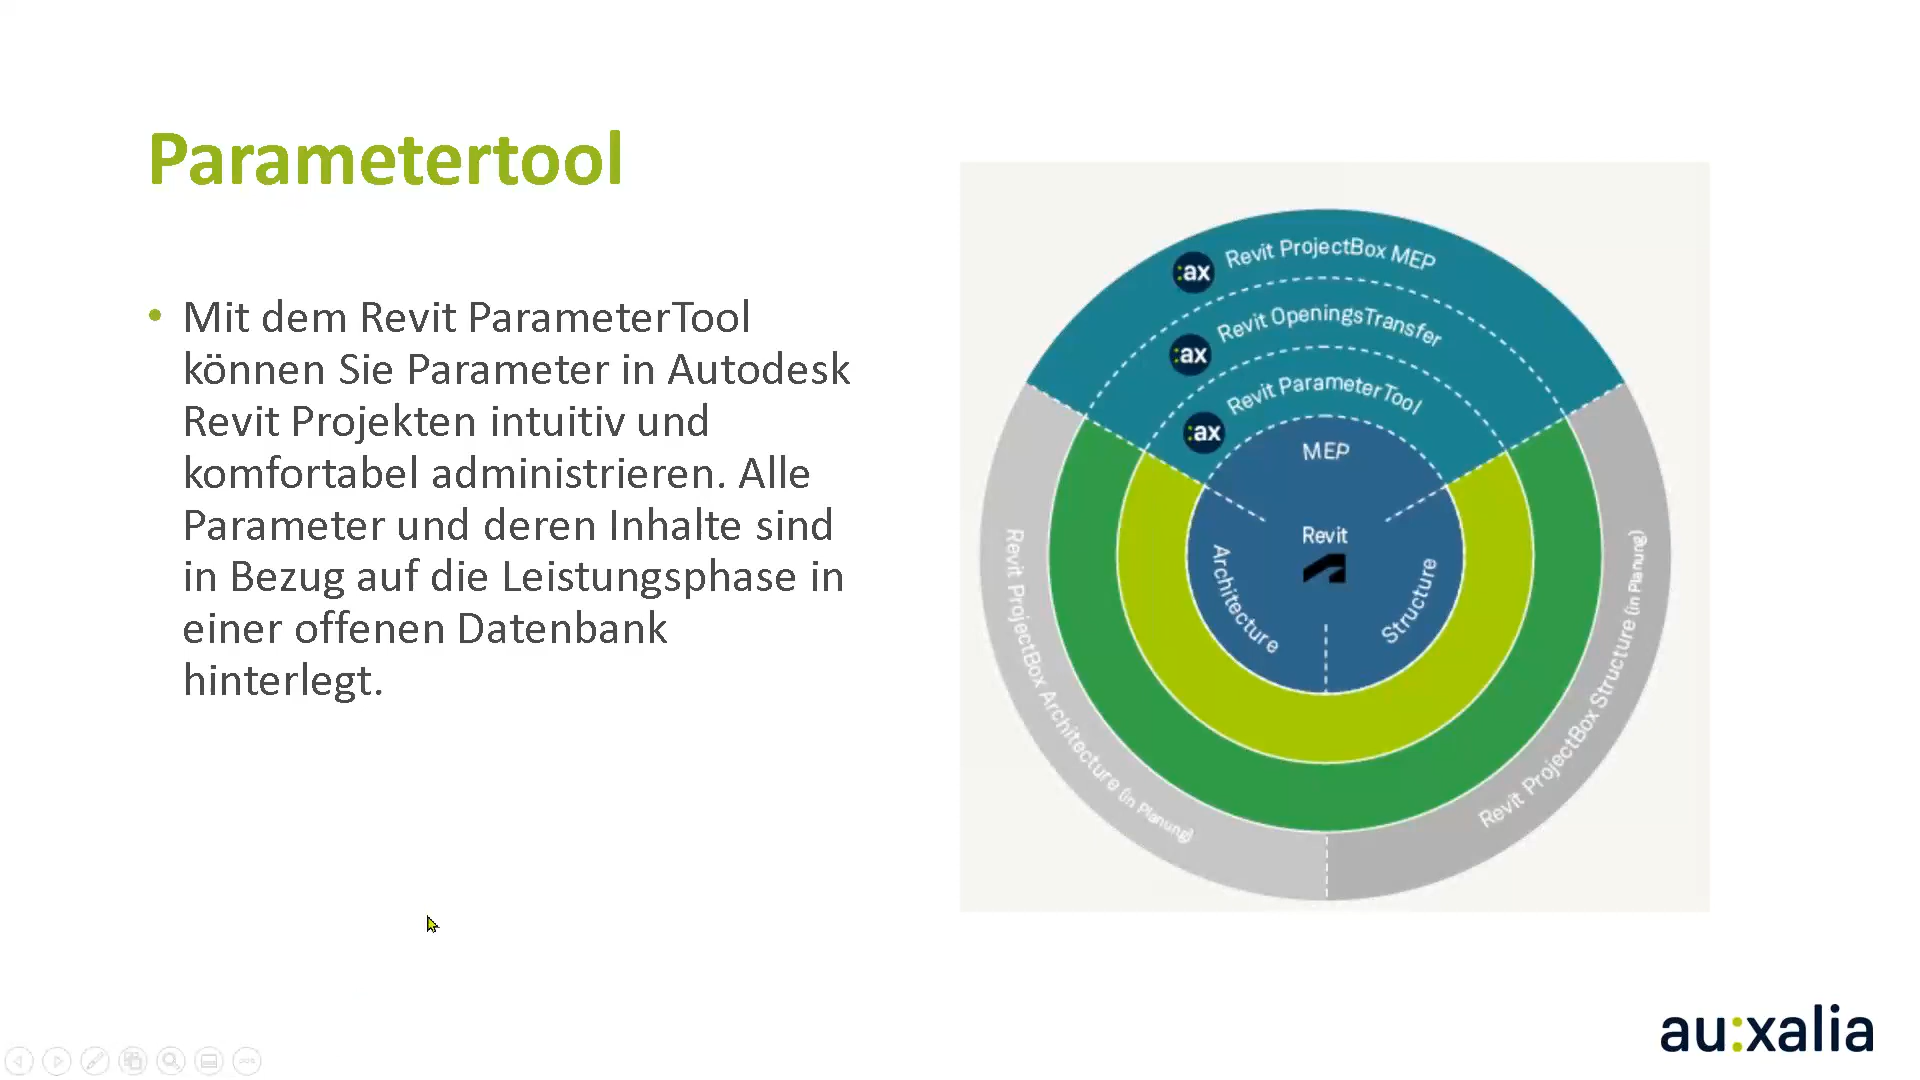 Parametertool
• Mit dem Revit ParameterTool
können Sie Parameter in Autodesk
Revit Projekten intuitiv und
komfortabel administrieren. Alle
Parameter und deren Inhalte sind
in Bezug auf die Leistungsphase in
einer offenen Datenbank
hinterlegt.
:ax Revit ProjectBox MEP
:ax Revit OpeningsTransfer
:ax Revit ParameterTool
MEP
Revit
Architecture
Structure
Revit ProjectBox Architecture (in Planung)
Revit ProjectBox Structure (in Planung)
au:xalia